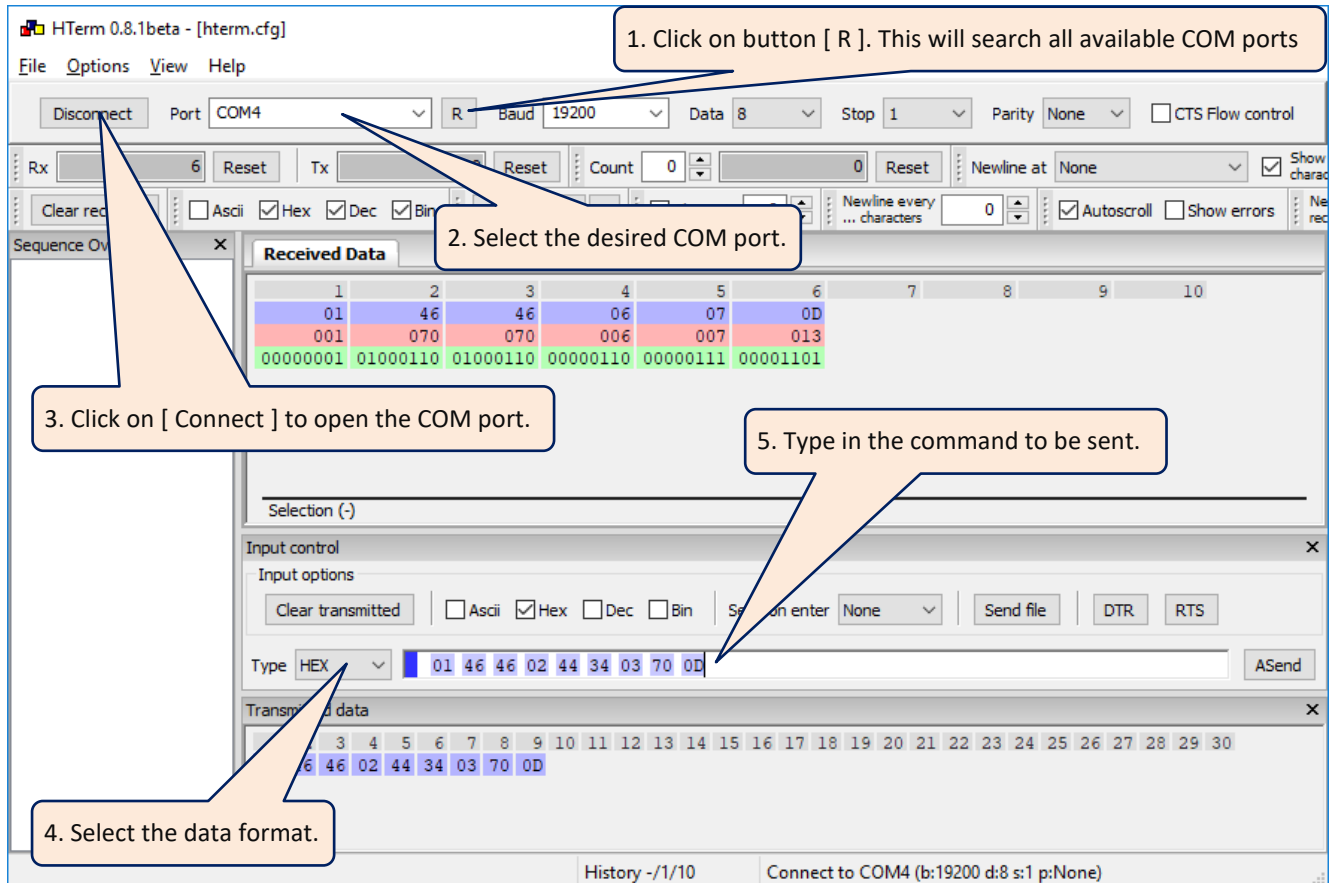 HTerm 0.8.1beta - [hterm.cfg]
1. Click on button [ R ]. This will search all available COM ports
File Options View Help
Disconnect Port COM4 R Baud 19200 Data 8 Stop 1 Parity None CTS Flow control
Rx 6 Reset Tx Reset Count 0 0 Reset Newline at None Show
Clear Ascii Hex Dec Bin Newline every ... characters 0 Autoscroll Show errors
2. Select the desired COM port.
Sequence
Received Data
1 2 3 4 5 6 7 8 9 10
01 46 46 06 07 0D
001 070 070 006 007 013
00000001 01000110 01000110 00000110 00000111 00001101
3. Click on [ Connect ] to open the COM port.
5. Type in the command to be sent.
Selection (-)
Input control
Input options
Clear transmitted Ascii Hex Dec Bin enter None Send file DTR RTS
Type HEX 01 46 46 02 44 34 03 70 0D ASend
data
3 4 5 6 7 8 9 10 11 12 13 14 15 16 17 18 19 20 21 22 23 24 25 26 27 28 29 30
46 02 44 34 03 70 0D
4. Select the data format.
History -/1/10 Connect to COM4 (b:19200 d:8 s:1 p:None)